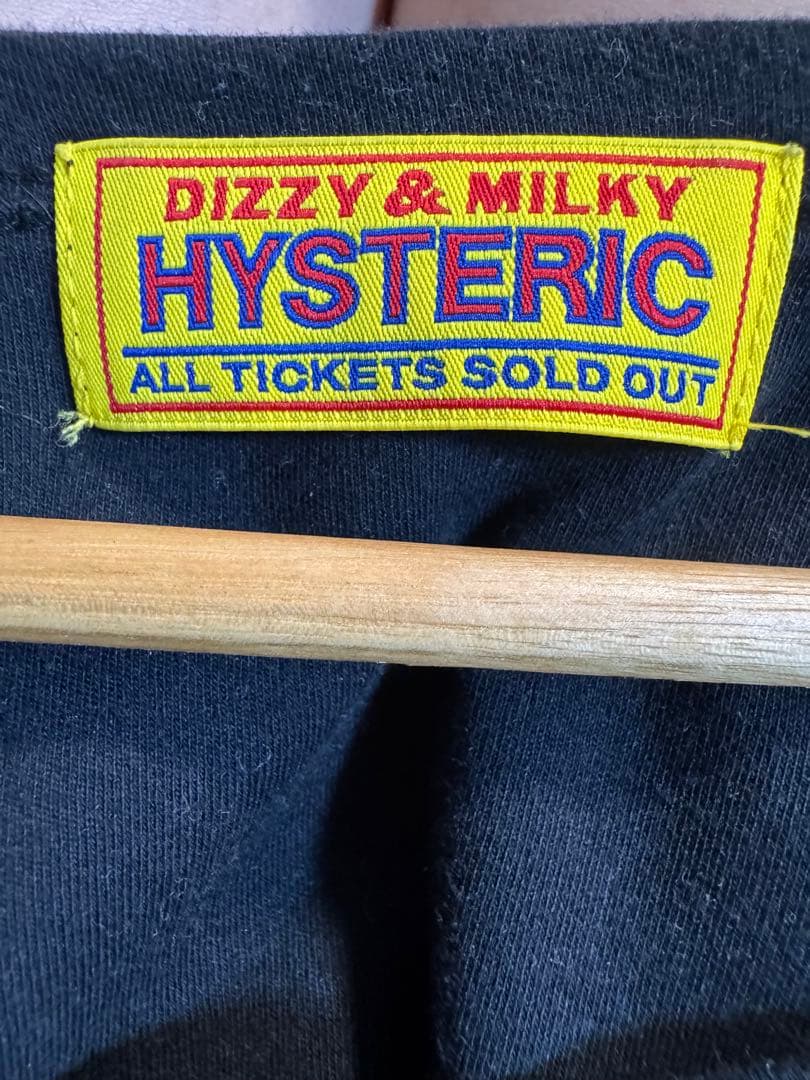 DIZZY & MILKY
HYSTERIC
ALL TICKETS SOLD OUT